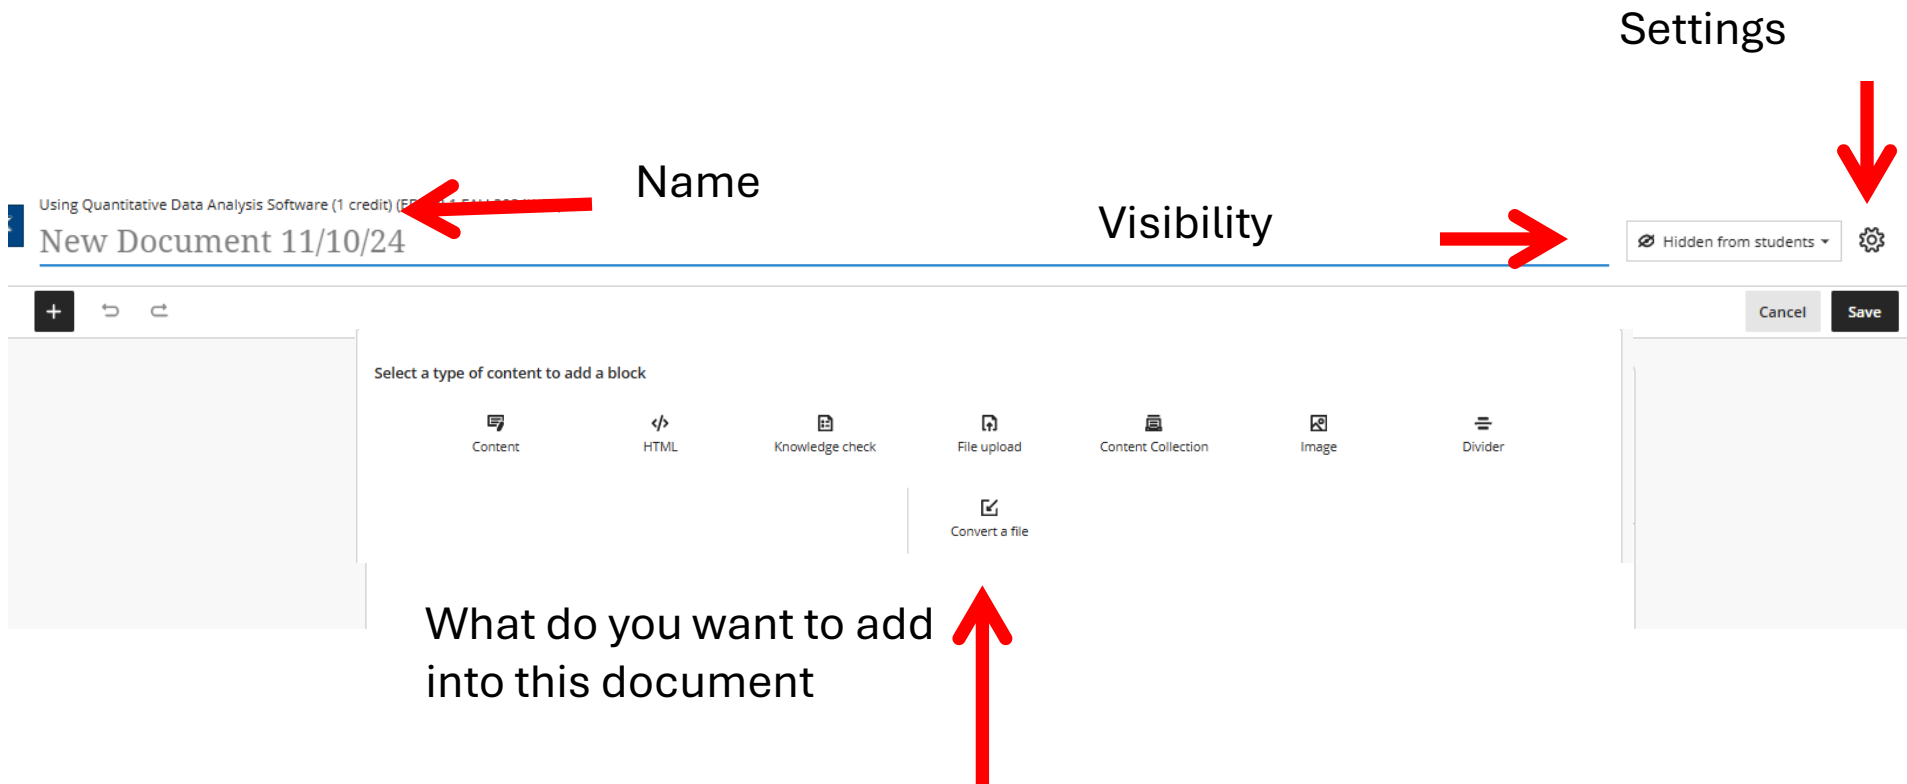 Settings
Name
Using Quantitative Data Analysis Software (1 credit)
New Document 11/10/24
Visibility
Hidden from students
Cancel Save
Select a type of content to add a block
Content HTML Knowledge check File upload Content Collection Image Divider
Convert a file
What do you want to add
into this document